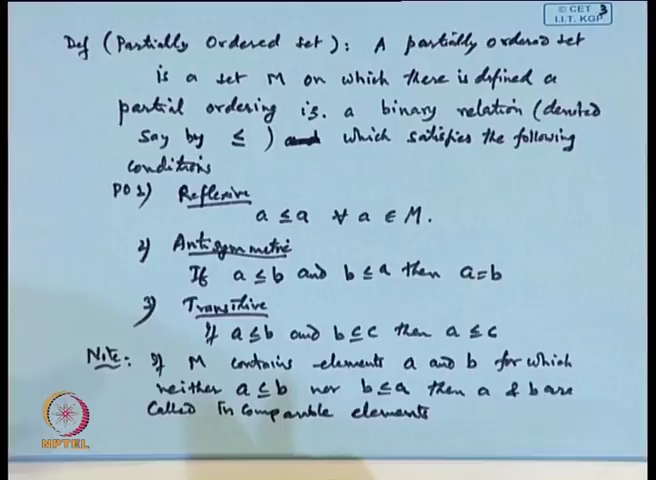 © CET
I.I.T. KGP
3
Def (Partially Ordered set): A partially ordered set
is a set M on which there is defined a
partial ordering i.e. a binary relation (denoted
say by ≤ ) which satisfies the following
conditions
PO 1) Reflexive
a ≤ a ∀ a ∈ M.
2) Antisymmetric
If a ≤ b and b ≤ a then a = b
3) Transitive
If a ≤ b and b ≤ c then a ≤ c
Note: If M contains elements a and b for which
neither a ≤ b nor b ≤ a then a & b are
called Incomparable elements
NPTEL